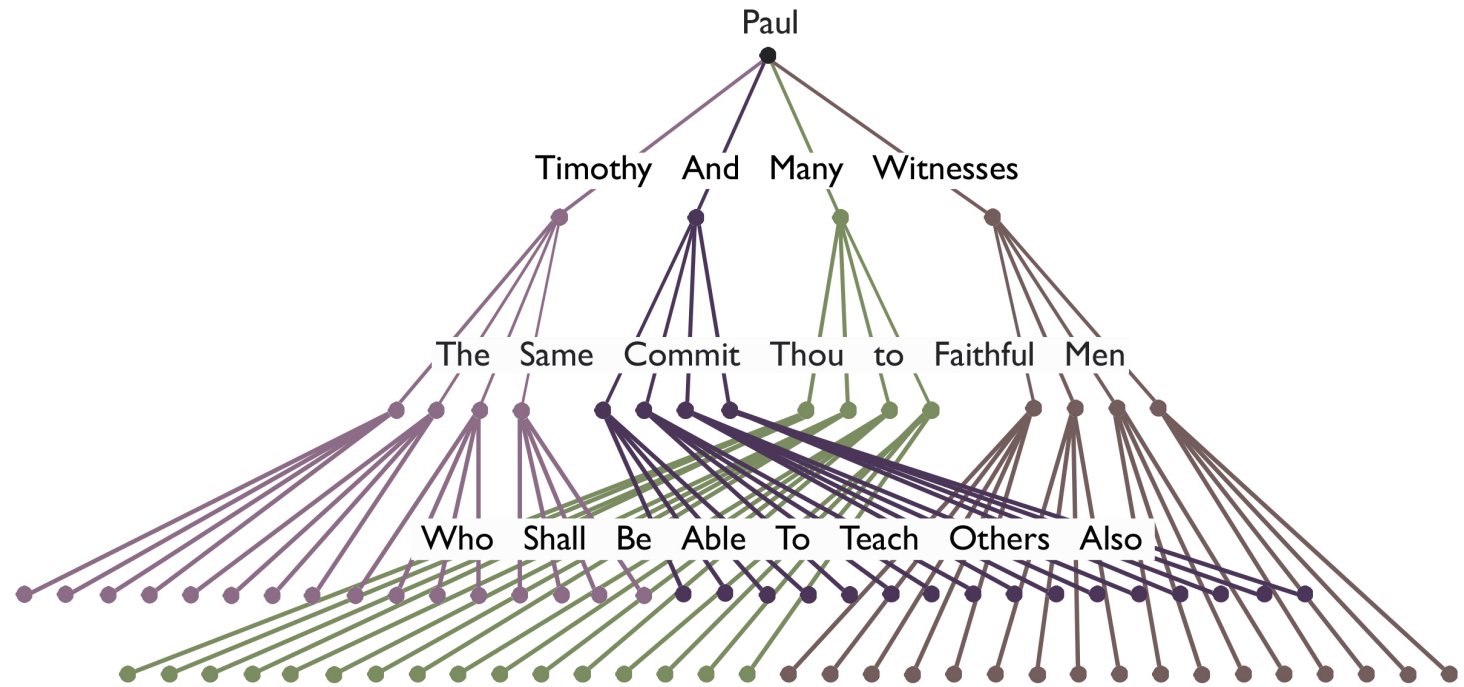 Paul
Timothy And Many Witnesses
The Same Commit Thou to Faithful Men
Who Shall Be Able To Teach Others Also